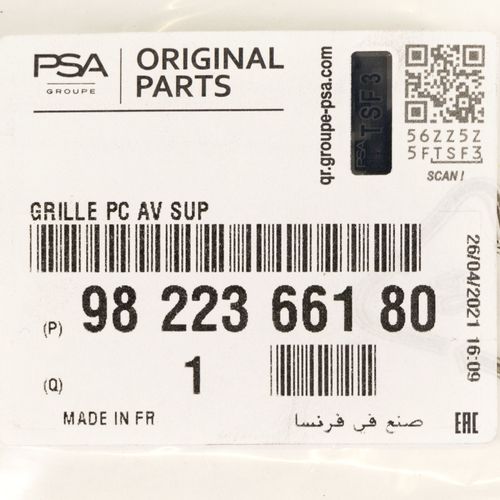 PSA
GROUPE
ORIGINAL
PARTS
qr.groupe-psa.com
PSA TSF3
56Z25Z
5FTSF3
SCAN!
GRILLE PC AV SUP
(P) 98 223 661 80
26/04/2021 16:09
(Q) 1
MADE IN FR
صنع في فرنسا
EAC